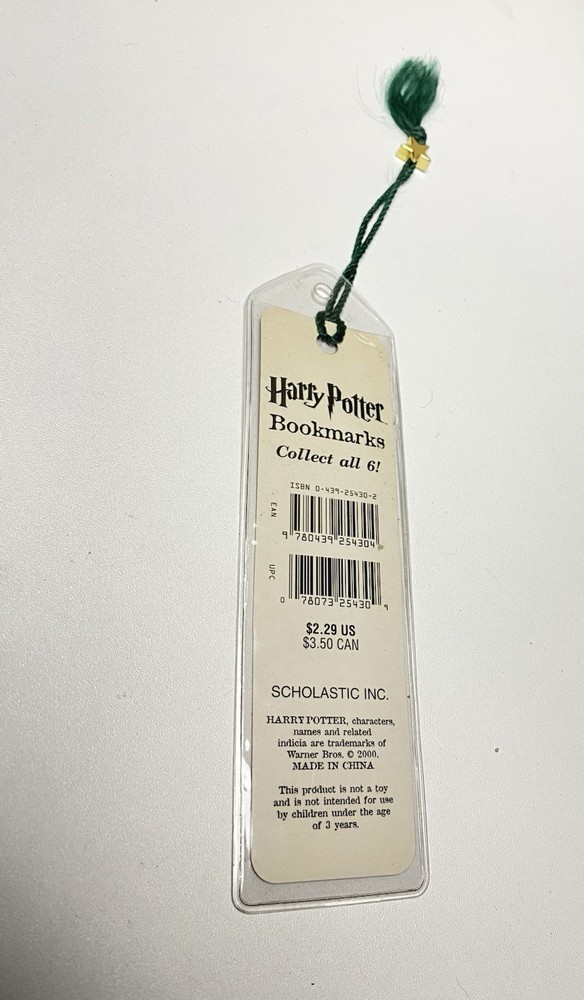 Harry Potter
Bookmarks
Collect all 6!
ISBN 0-439-25430-2
EAN
9 780439 254304
UPC
0 78073 25430 9
$2.29 US
$3.50 CAN
SCHOLASTIC INC.
HARRY POTTER, characters,
names and related
indicia are trademarks of
Warner Bros. © 2000.
MADE IN CHINA
This product is not a toy
and is not intended for use
by children under the age
of 3 years.